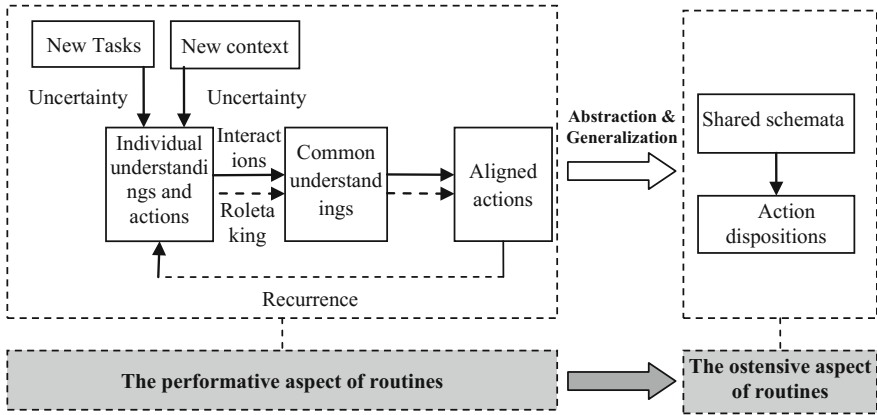 New Tasks
New context
Uncertainty
Uncertainty
Individual
understandi
ngs and
actions
Interact
ions
Roleta
king
Common
understand
ings
Aligned
actions
Recurrence
Abstraction &
Generalization
Shared schemata
Action
dispositions
The performative aspect of routines
The ostensive aspect
of routines